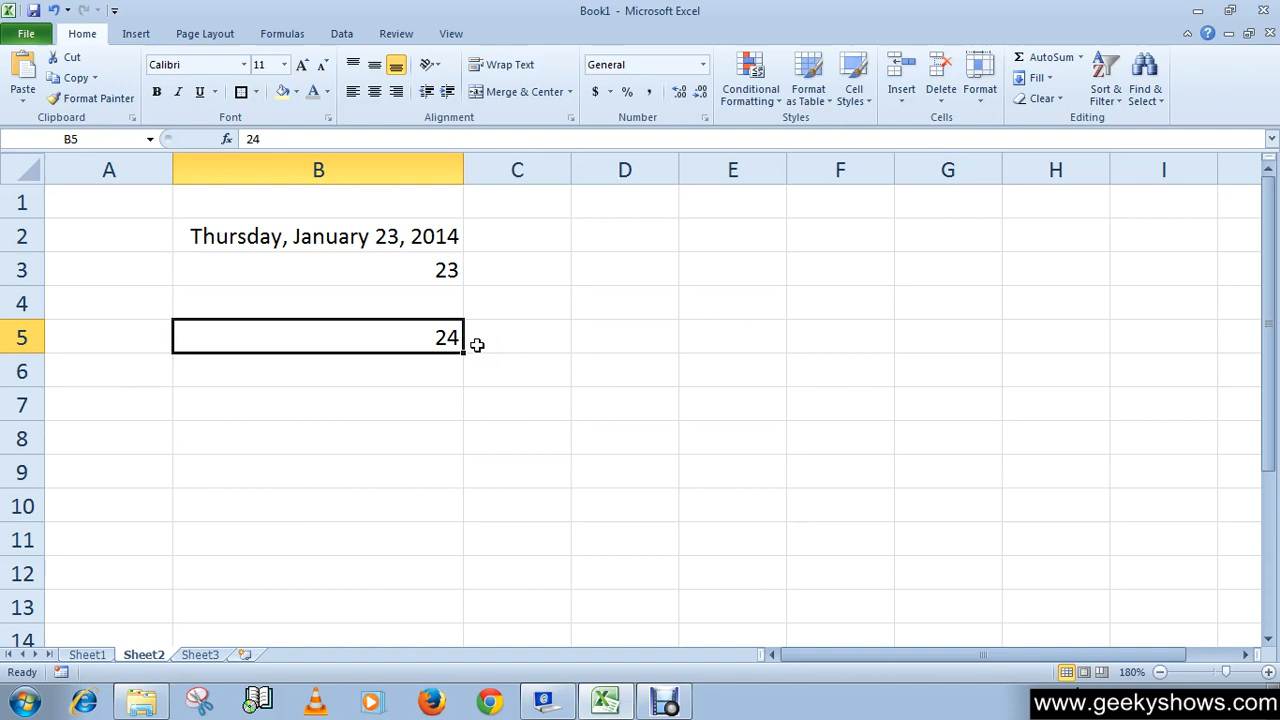 Book1 - Microsoft Excel
File Home Insert Page Layout Formulas Data Review View
Cut
Copy
Format Painter
Paste
Clipboard
Calibri 11
B I U
Font
Wrap Text
Merge & Center
Alignment
General
$ % ,
Number
Conditional Formatting
Format as Table
Cell Styles
Styles
Insert
Delete
Format
Cells
AutoSum
Fill
Clear
Sort & Filter
Find & Select
Editing
B5 fx 24
A B C D E F G H I
1
2 Thursday, January 23, 2014
3 23
4
5 24
6
7
8
9
10
11
12
13
14
Sheet1 Sheet2 Sheet3
Ready 180%
www.geekyshows.com